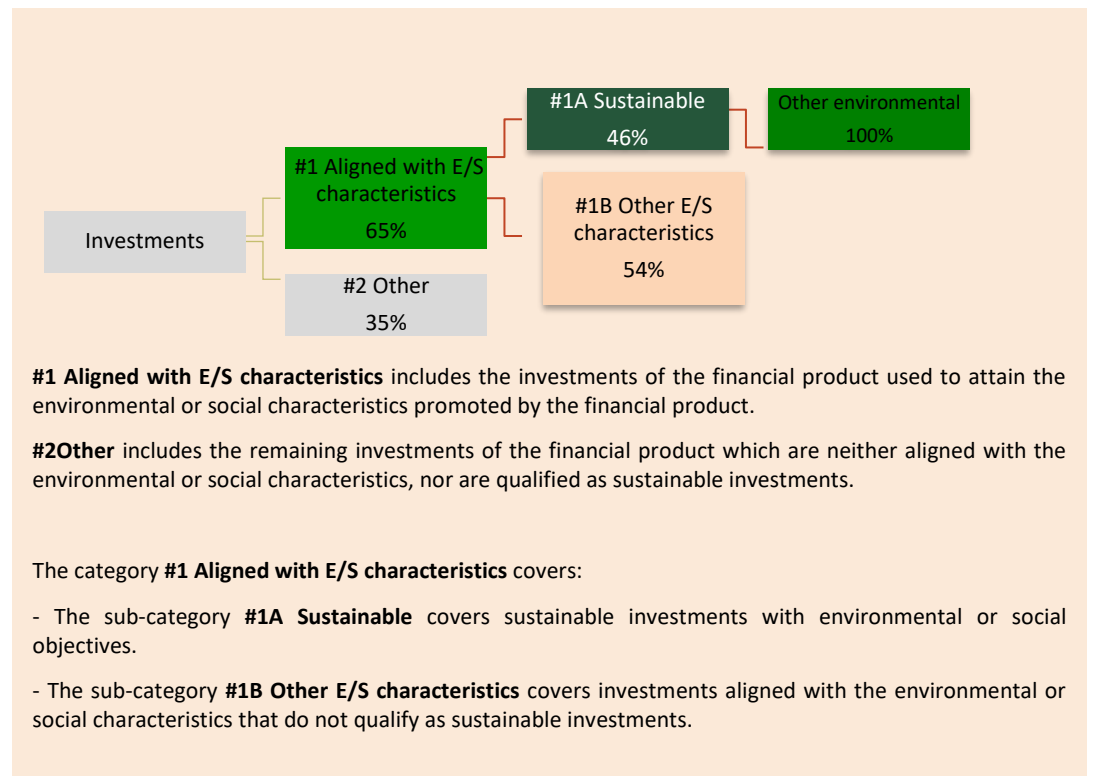 #1A Sustainable
46%
Other environmental
100%
#1 Aligned with E/S
characteristics
65%
#1B Other E/S
characteristics
54%
Investments
#2 Other
35%
#1 Aligned with E/S characteristics includes the investments of the financial product used to attain the
environmental or social characteristics promoted by the financial product.
#2Other includes the remaining investments of the financial product which are neither aligned with the
environmental or social characteristics, nor are qualified as sustainable investments.
The category #1 Aligned with E/S characteristics covers:
- The sub-category #1A Sustainable covers sustainable investments with environmental or social
objectives.
- The sub-category #1B Other E/S characteristics covers investments aligned with the environmental or
social characteristics that do not qualify as sustainable investments.